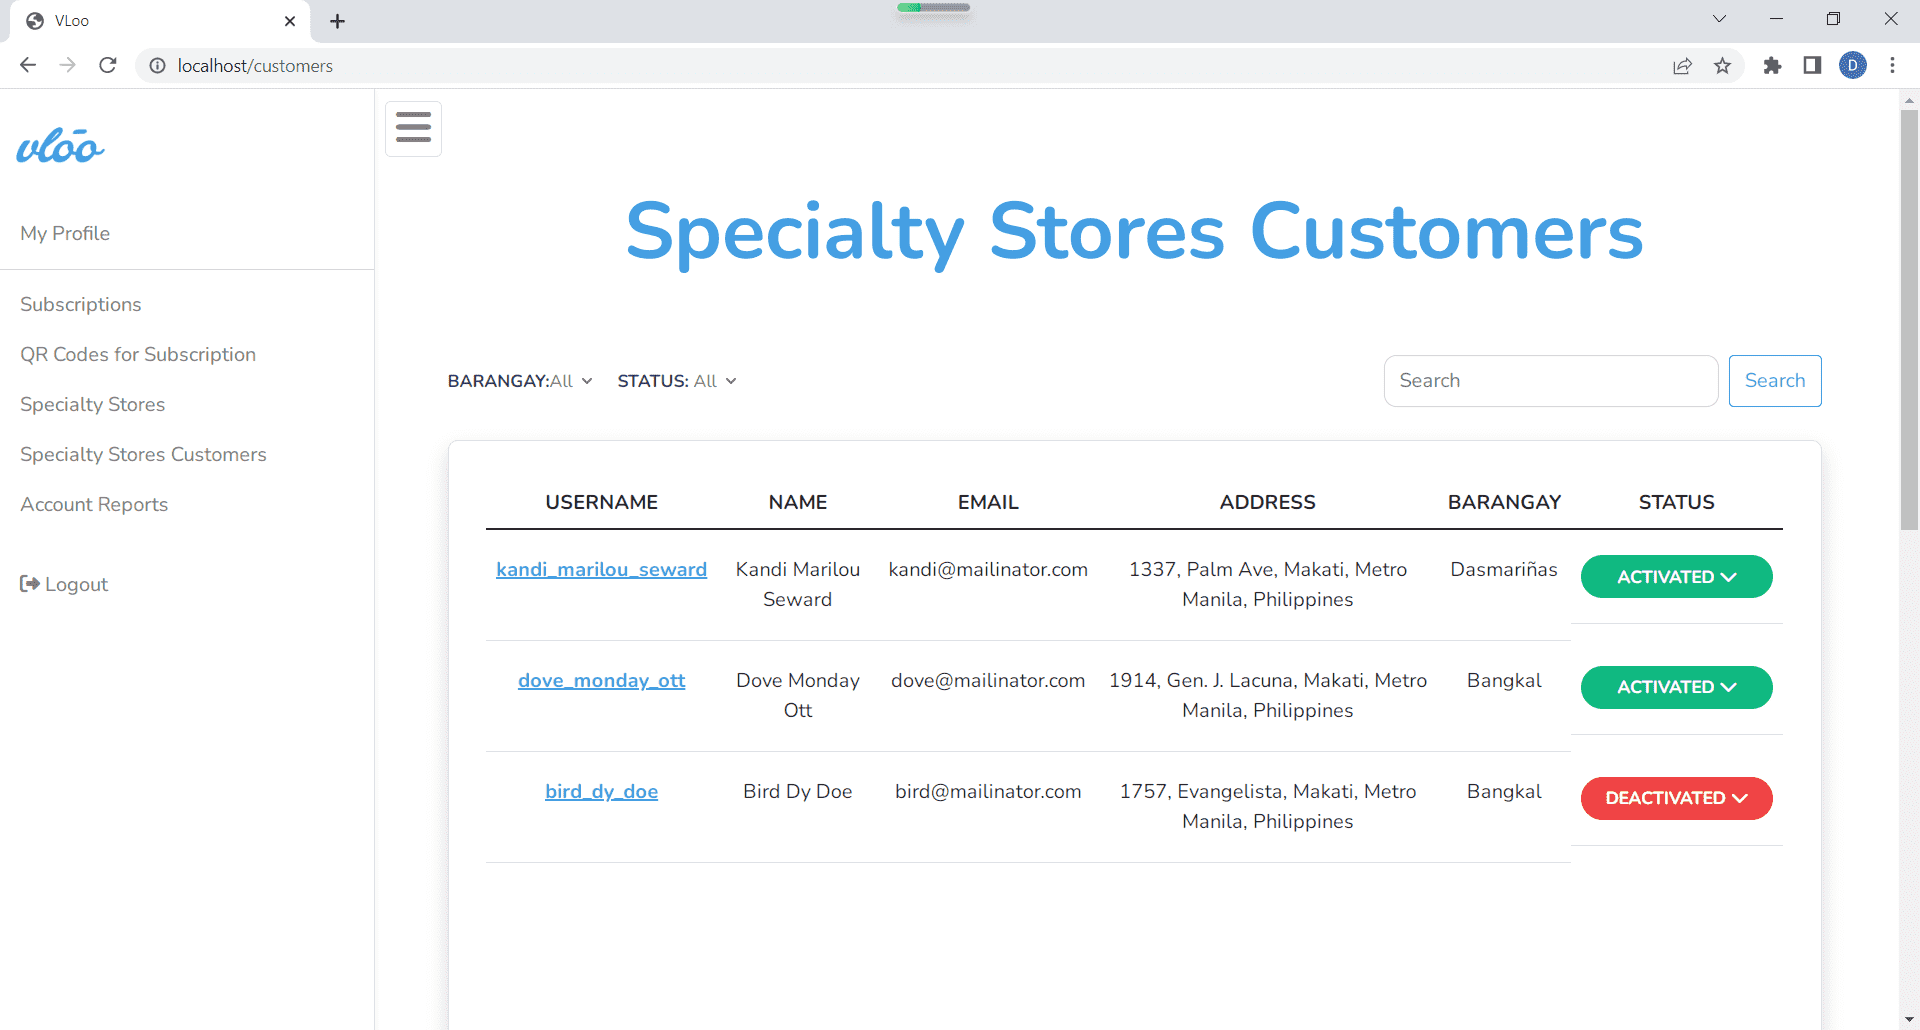 VLoo
localhost/customers
D
vloo
My Profile
Subscriptions
QR Codes for Subscription
Specialty Stores
Specialty Stores Customers
Account Reports
Logout
Specialty Stores Customers
BARANGAY:All STATUS: All
Search Search
USERNAME NAME EMAIL ADDRESS BARANGAY STATUS
kandi_marilou_seward Kandi Marilou kandi@mailinator.com 1337, Palm Ave, Makati, Metro Dasmariñas ACTIVATED
Seward Manila, Philippines
dove_monday_ott Dove Monday dove@mailinator.com 1914, Gen. J. Lacuna, Makati, Metro Bangkal ACTIVATED
Ott Manila, Philippines
bird_dy_doe Bird Dy Doe bird@mailinator.com 1757, Evangelista, Makati, Metro Bangkal DEACTIVATED
Manila, Philippines